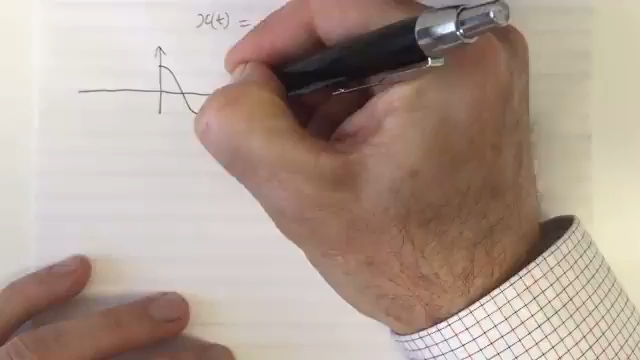 x(t) =